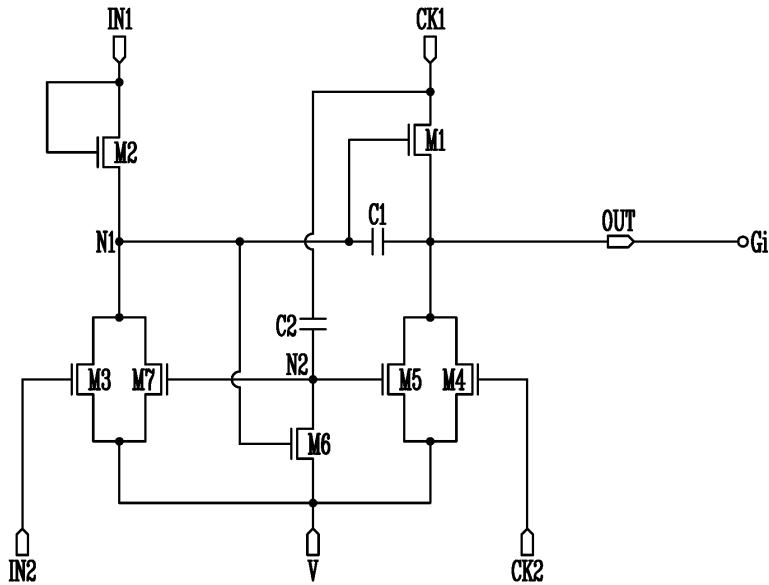 IN1 CK1
M2 M1
C1 OUT
N1 Gi
C2
N2
M3 M7 M5 M4
M6
IN2 V CK2